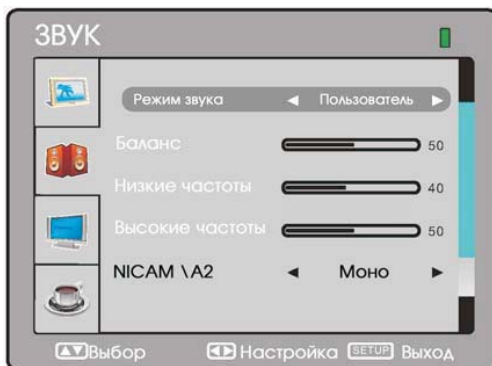 ЗВУК
Режим звука ◄ Пользователь ►
Баланс 50
Низкие частоты 40
Высокие частоты 50
NICAM \A2 ◄ Моно ►
▲▼Выбор ◄►Настройка SETUP Выход